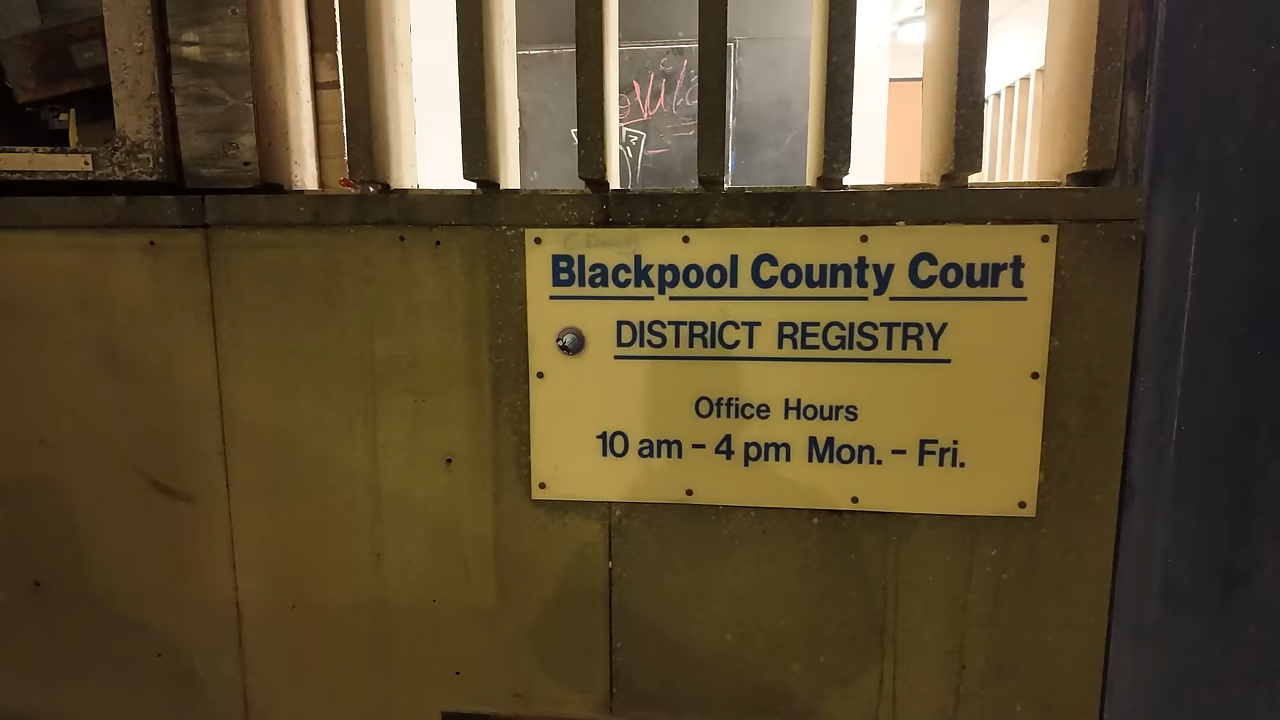 Blackpool County Court
DISTRICT REGISTRY
Office Hours
10 am – 4 pm Mon. – Fri.